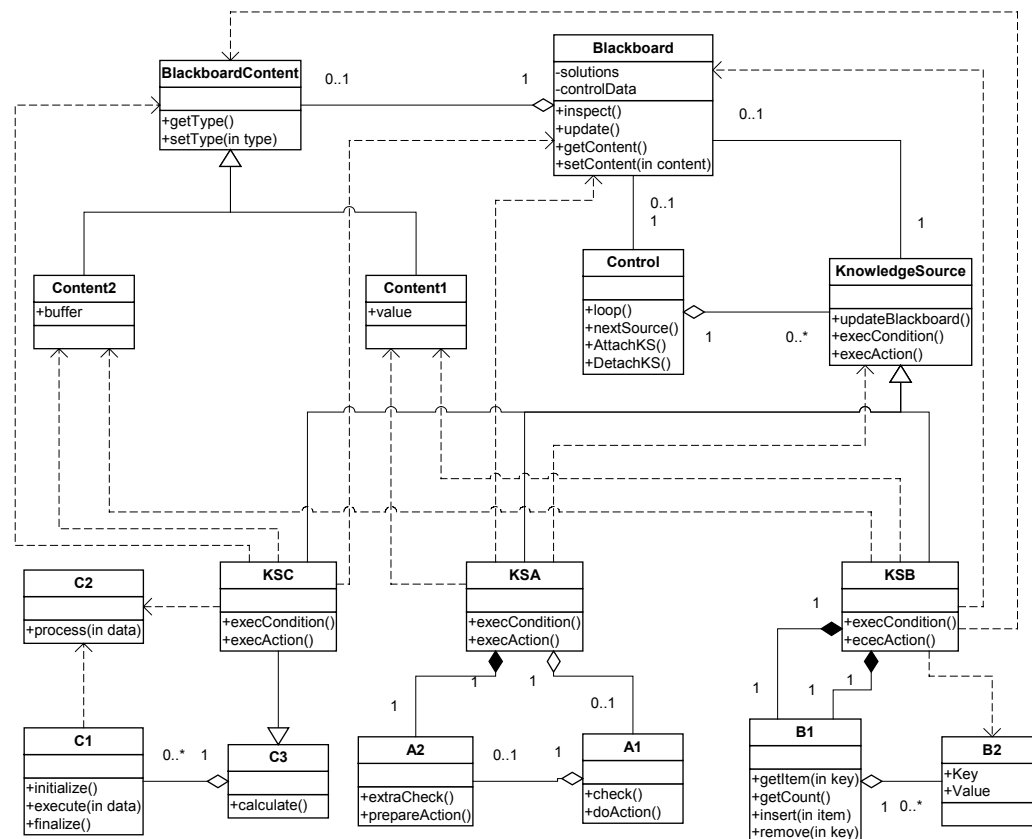 Blackboard
-solutions
-controlData
+inspect()
+update()
+getContent()
+setContent(in content)
BlackboardContent
+getType()
+setType(in type)
0..1
1
0..1
0..1
1
1
Control
+loop()
+nextSource()
+AttachKS()
+DetachKS()
KnowledgeSource
+updateBlackboard()
+execCondition()
+execAction()
1
0..*
Content2
+buffer
Content1
+value
KSC
+execCondition()
+execAction()
KSA
+execCondition()
+execAction()
KSB
+execCondition()
+ececAction()
C2
+process(in data)
1
1
1
1
1
1
1
0..1
C1
+initialize()
+execute(in data)
+finalize()
0..*
1
C3
+calculate()
A2
+extraCheck()
+prepareAction()
0..1
1
A1
+check()
+doAction()
B1
+getItem(in key)
+getCount()
+insert(in item)
+remove(in key)
1
0..*
B2
+Key
+Value